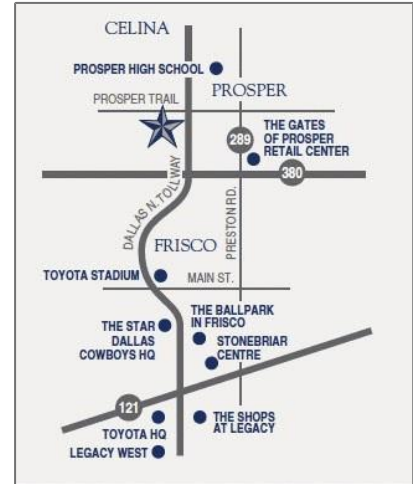 CELINA
PROSPER HIGH SCHOOL
PROSPER TRAIL
PROSPER
THE GATES
OF PROSPER
RETAIL CENTER
289
380
DALLAS N. TOLLWAY
PRESTON RD.
FRISCO
TOYOTA STADIUM
MAIN ST.
THE BALLPARK
IN FRISCO
THE STAR
DALLAS
COWBOYS HQ
STONEBRIAR
CENTRE
121
TOYOTA HQ
THE SHOPS
AT LEGACY
LEGACY WEST